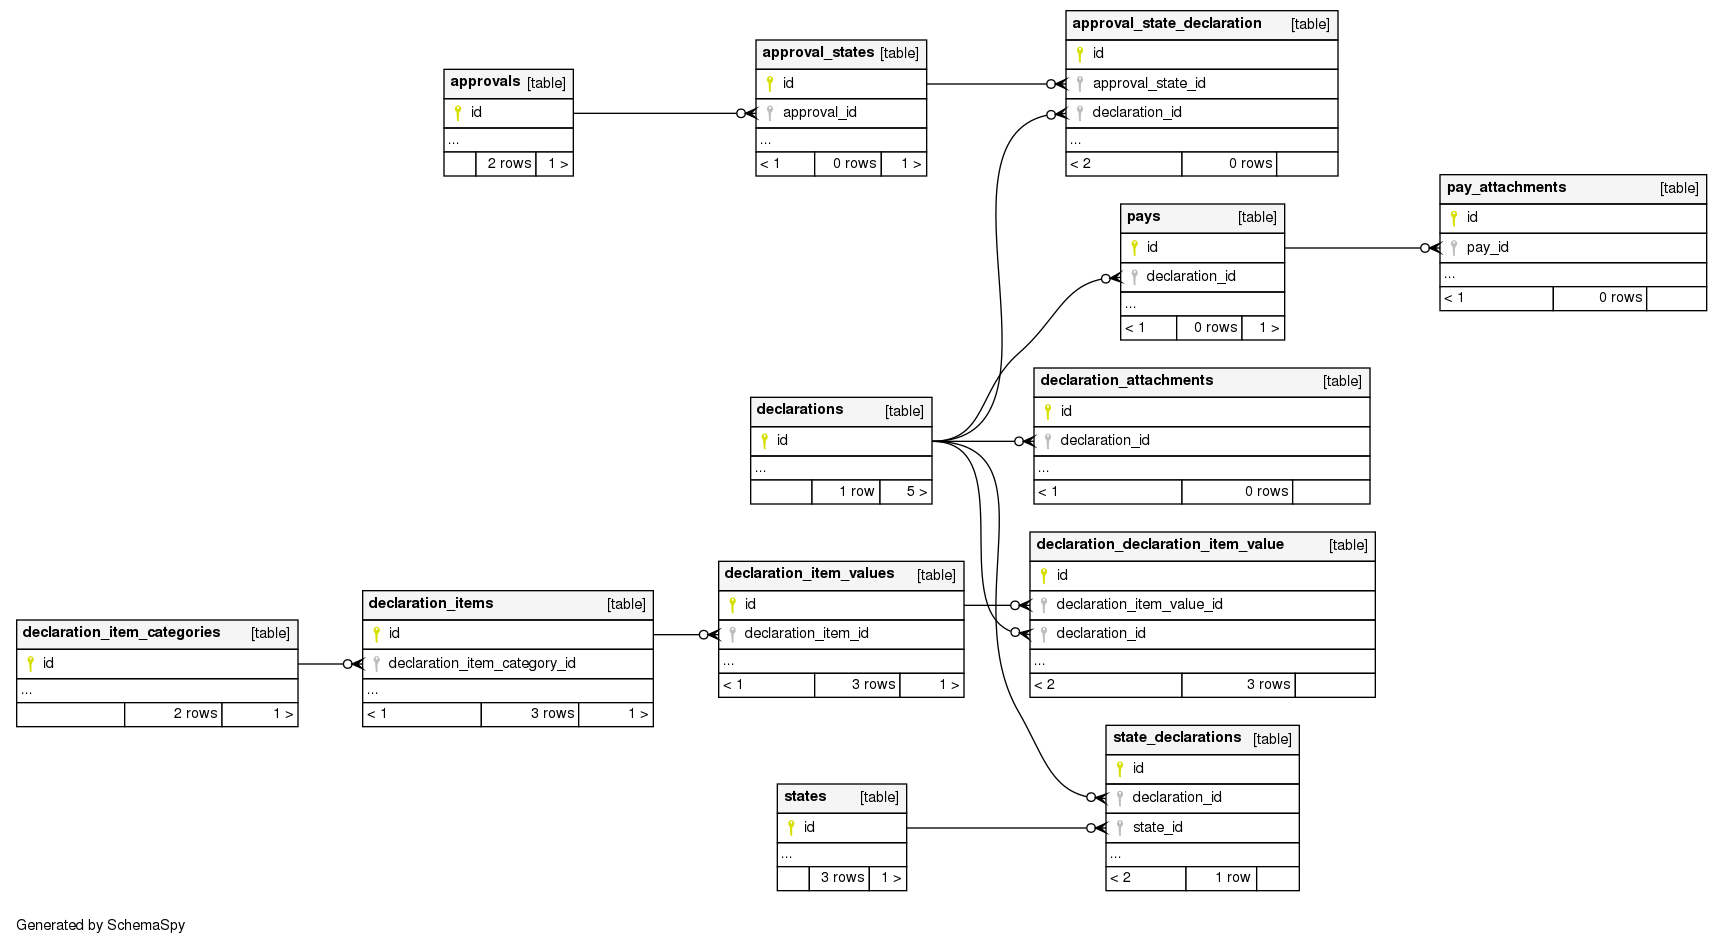 approval_state_declaration [table]
id
approval_state_id
declaration_id
...
< 2 0 rows
approval_states [table]
id
approval_id
...
< 1 0 rows 1 >
approvals [table]
id
...
2 rows 1 >
pay_attachments [table]
id
pay_id
...
< 1 0 rows
pays [table]
id
declaration_id
...
< 1 0 rows 1 >
declaration_attachments [table]
id
declaration_id
...
< 1 0 rows
declarations [table]
id
...
1 row 5 >
declaration_declaration_item_value [table]
id
declaration_item_value_id
declaration_id
...
< 2 3 rows
declaration_item_values [table]
id
declaration_item_id
...
< 1 3 rows 1 >
declaration_items [table]
id
declaration_item_category_id
...
< 1 3 rows 1 >
declaration_item_categories [table]
id
...
2 rows 1 >
state_declarations [table]
id
declaration_id
state_id
...
< 2 1 row
states [table]
id
...
3 rows 1 >
Generated by SchemaSpy